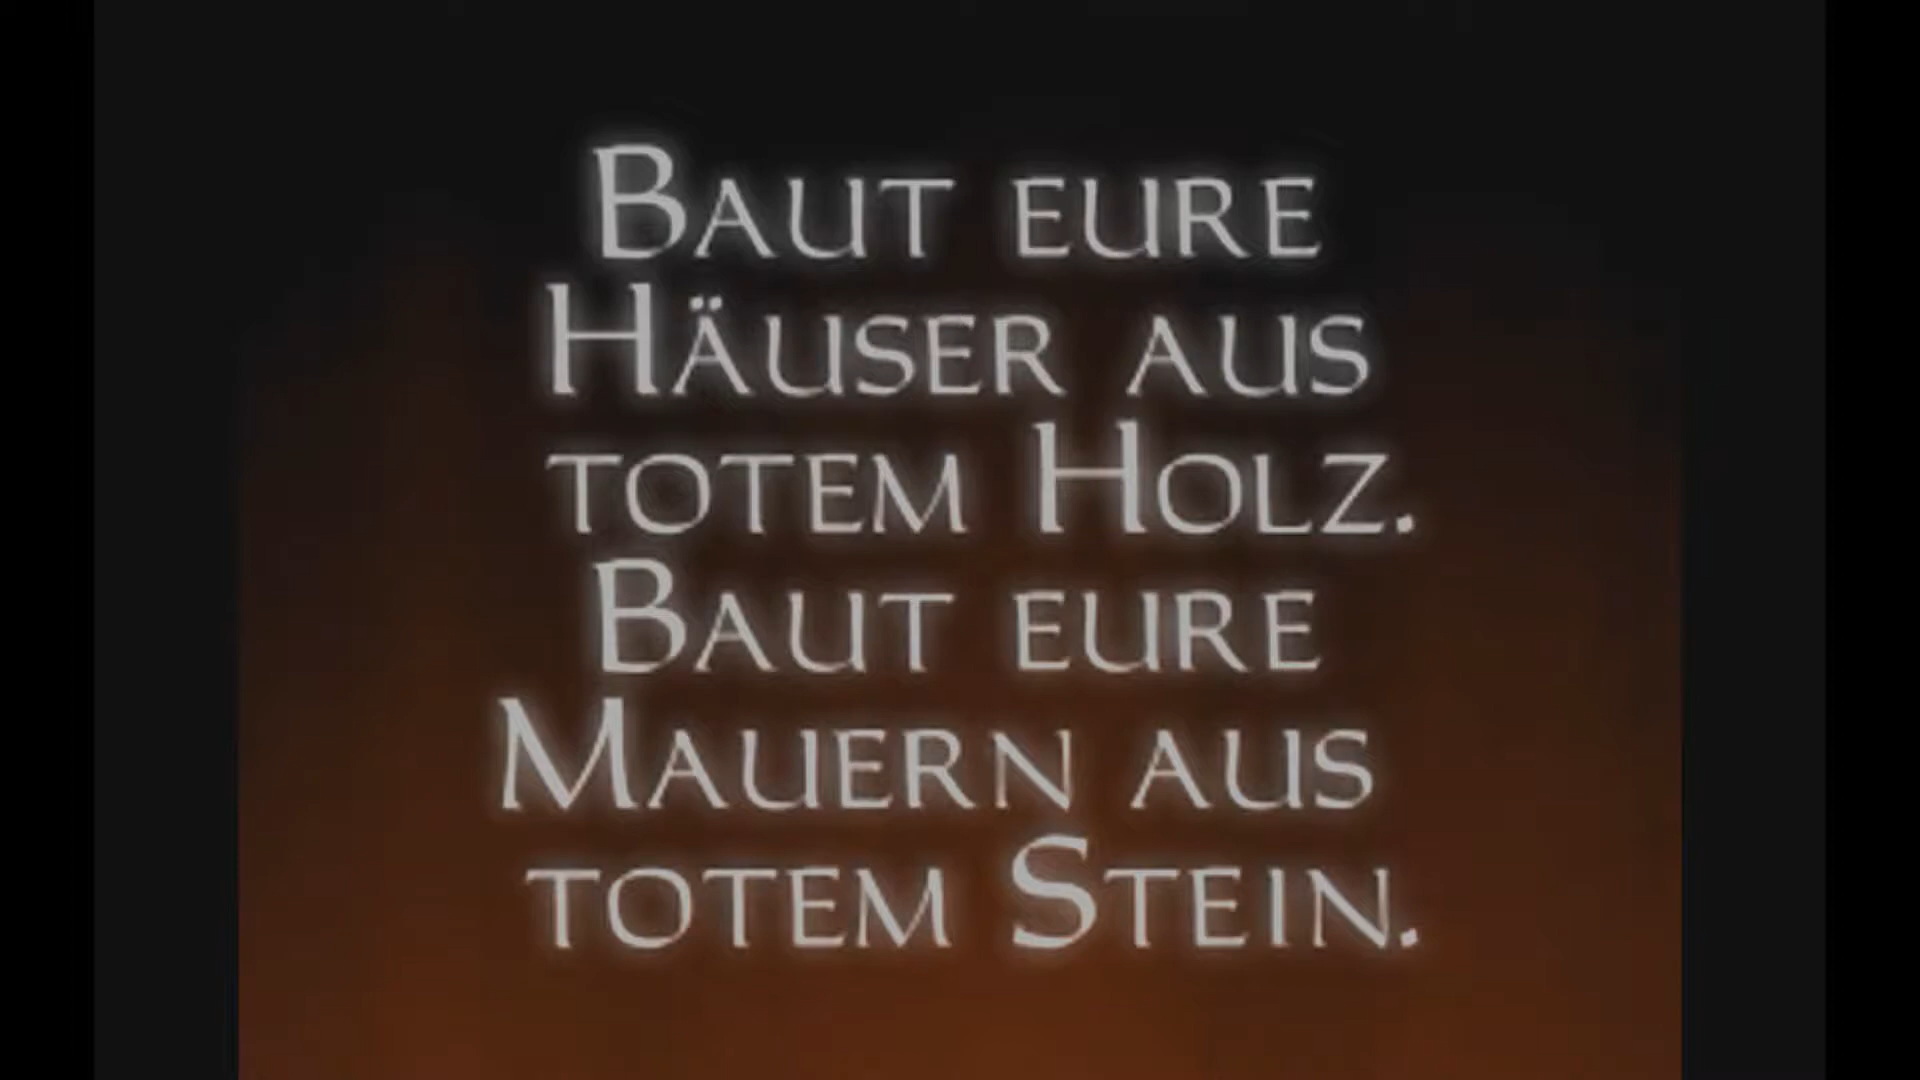 Baut eure
Häuser aus
totem Holz.
Baut eure
Mauern aus
totem Stein.